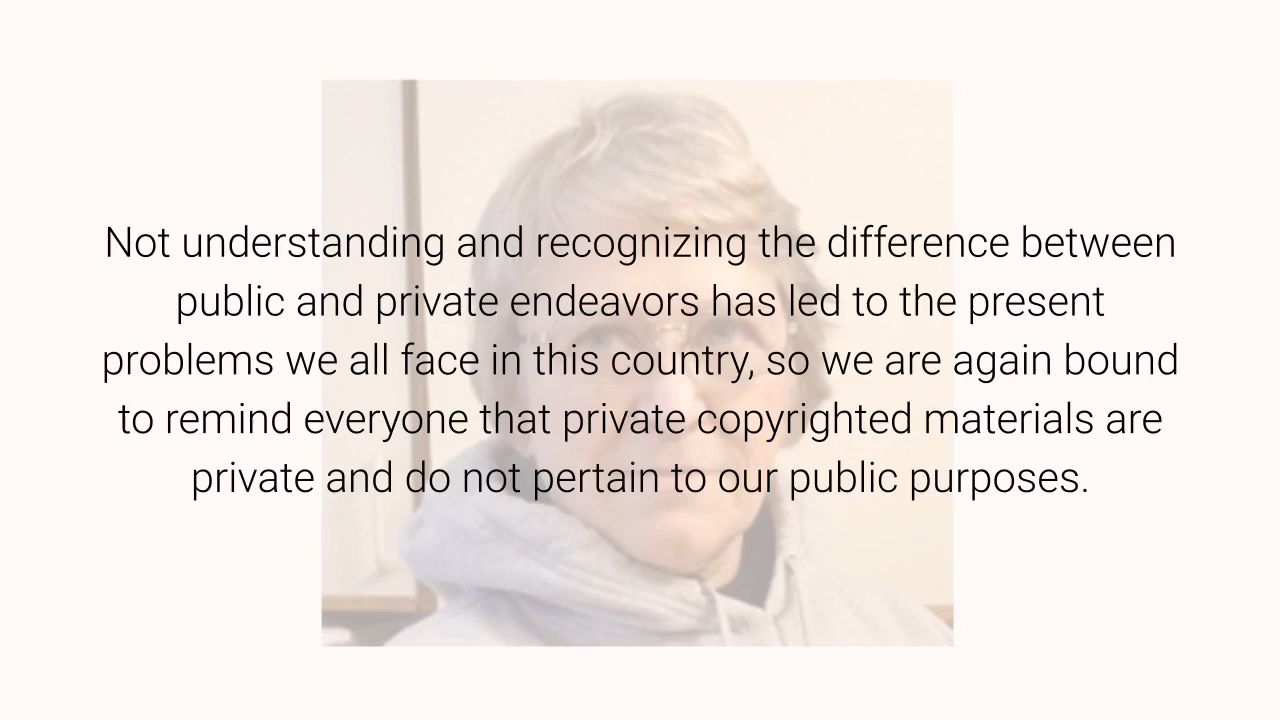 Not understanding and recognizing the difference between
public and private endeavors has led to the present
problems we all face in this country, so we are again bound
to remind everyone that private copyrighted materials are
private and do not pertain to our public purposes.